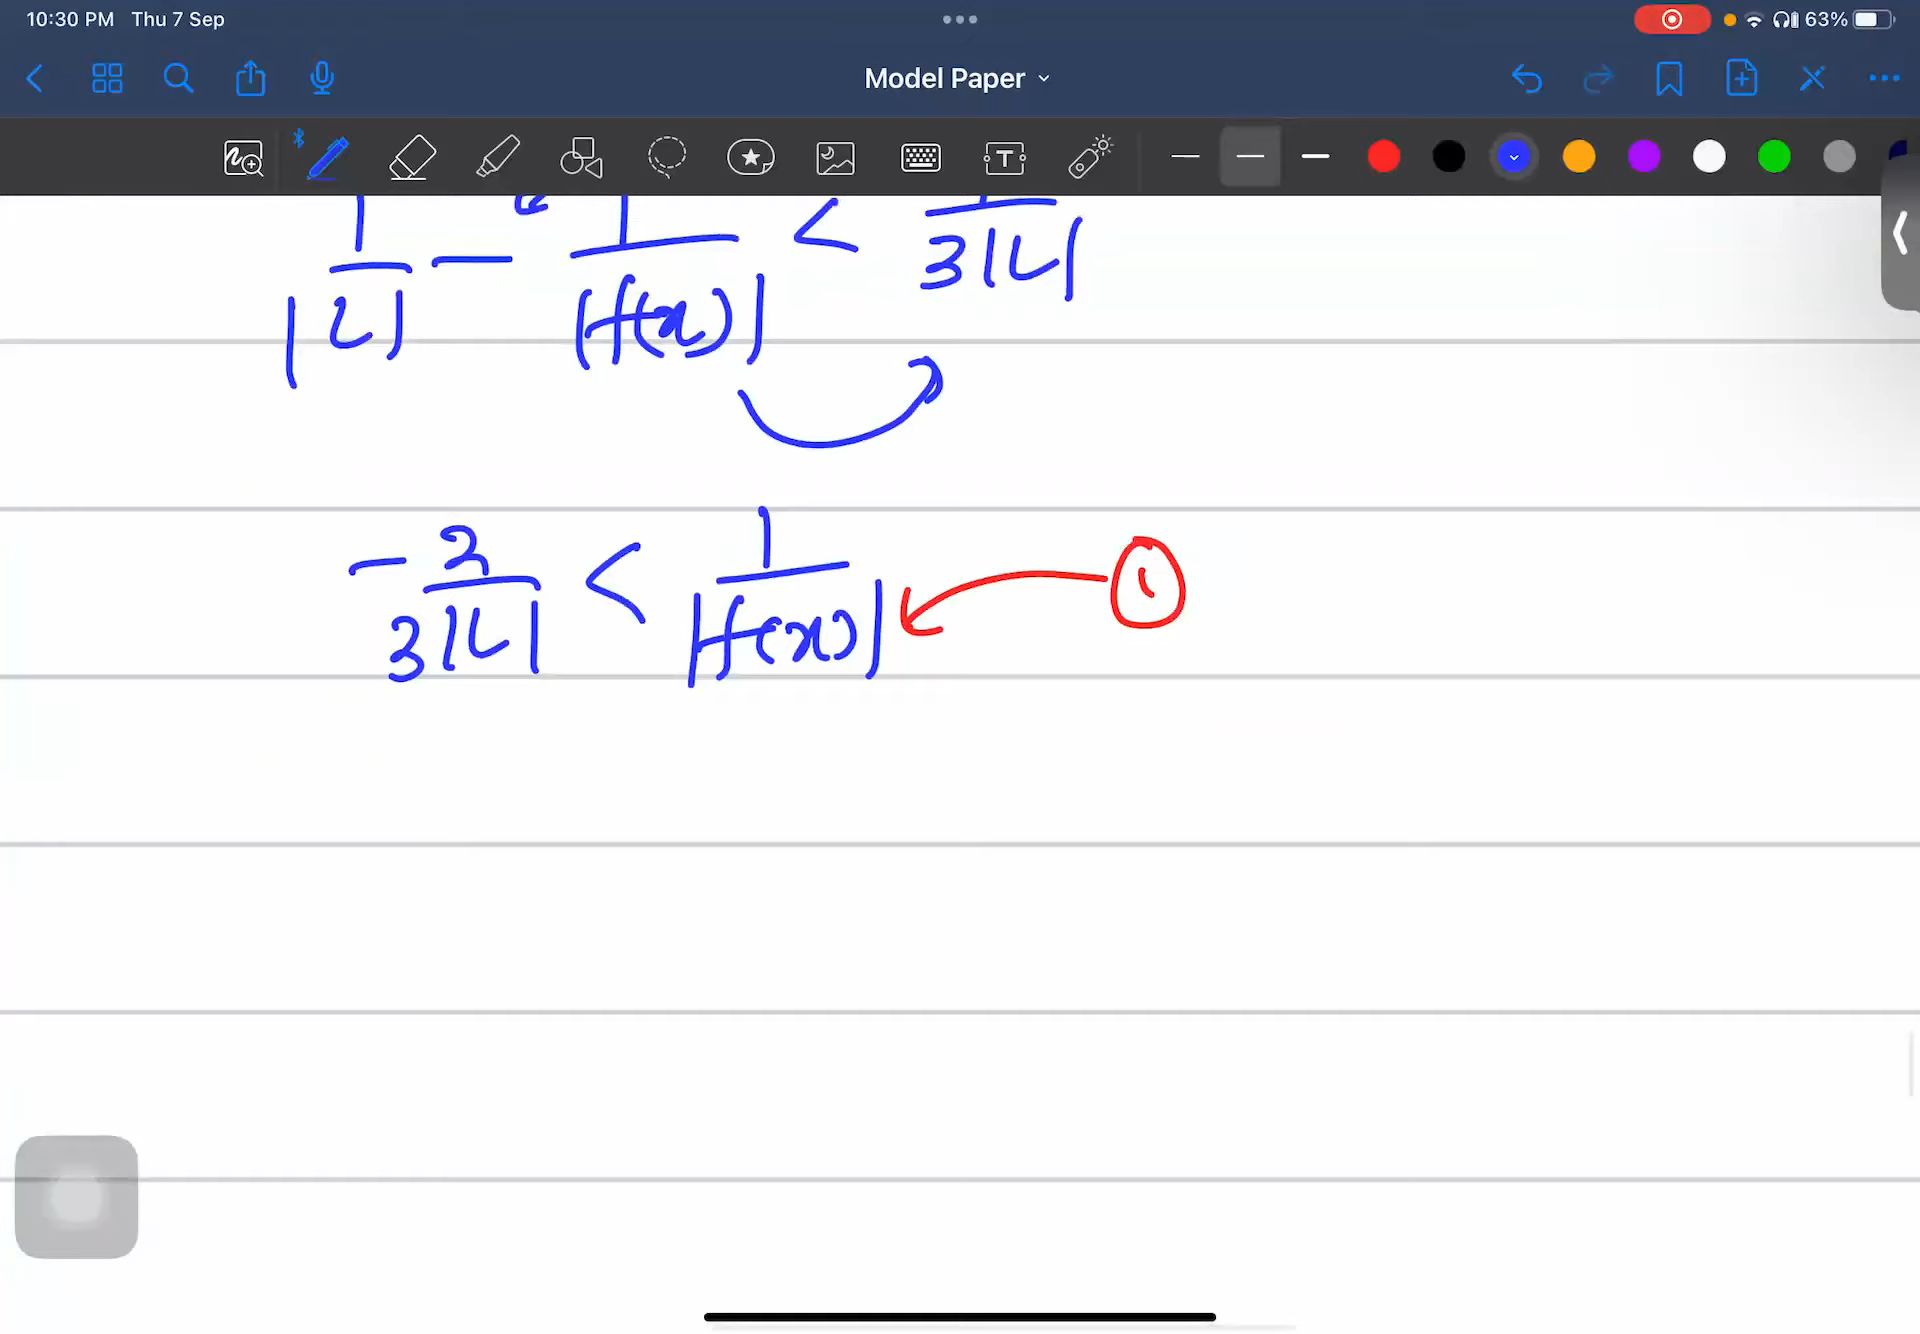 10:30 PM Thu 7 Sep
63%
Model Paper
1/|L| - 1/|f(x)| < 1/3|L|
-2/3|L| < 1/|f(x)| ①